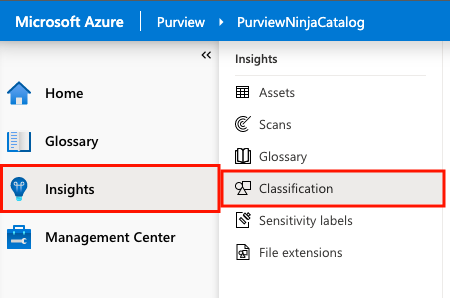 Microsoft Azure Purview PurviewNinjaCatalog
Home
Glossary
Insights
Management Center
Insights
Assets
Scans
Glossary
Classification
Sensitivity labels
File extensions